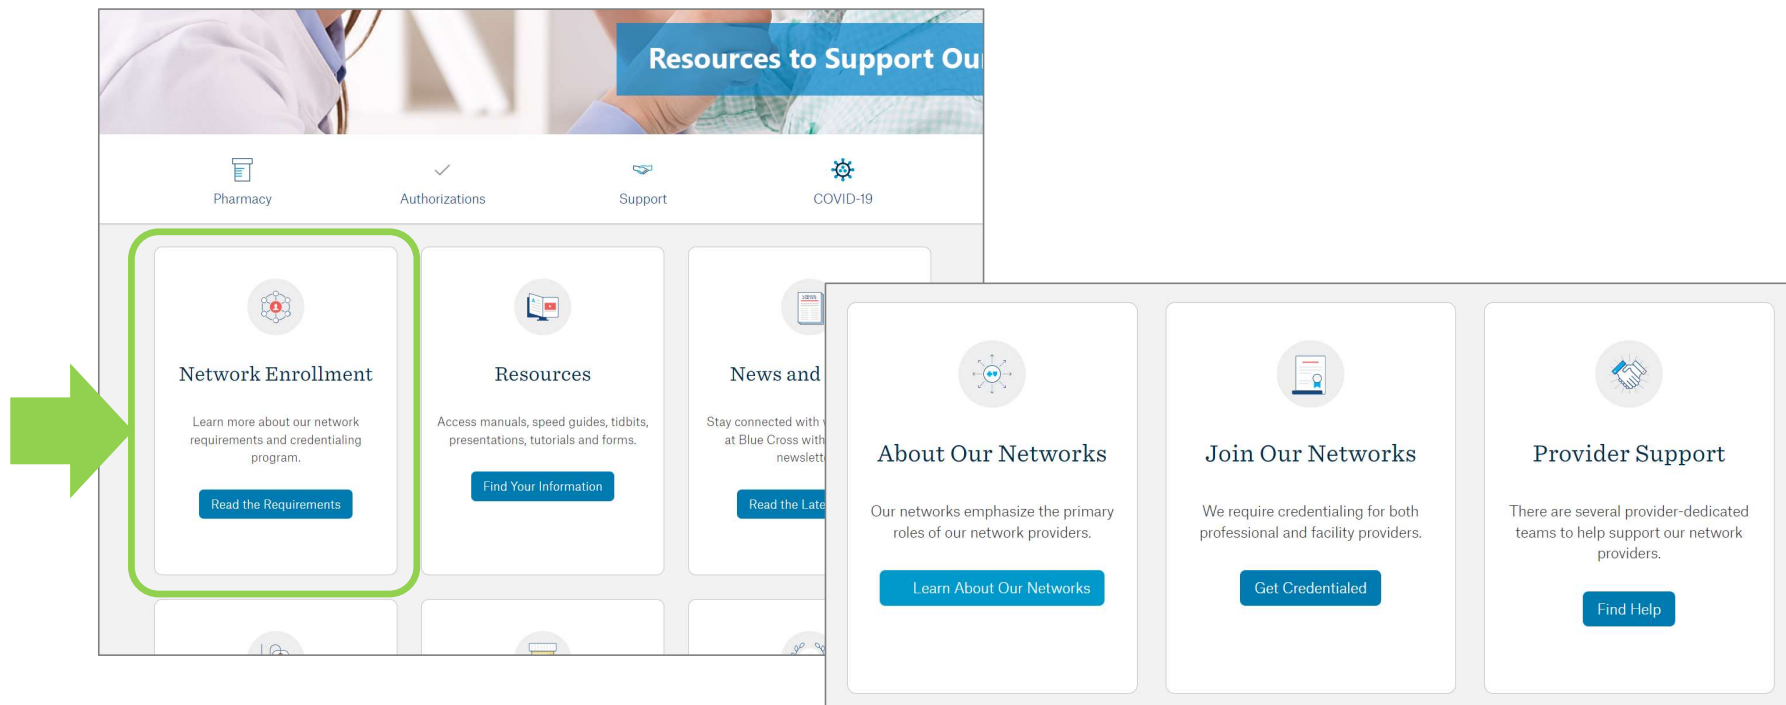 Resources to Support Ou
Pharmacy
Authorizations
Support
COVID-19
Network Enrollment
Learn more about our network
requirements and credentialing
program.
Read the Requirements
Resources
Access manuals, speed guides, tidbits,
presentations, tutorials and forms.
Find Your Information
News and
Stay connected with
at Blue Cross with
newslett
Read the Late
About Our Networks
Our networks emphasize the primary
roles of our network providers.
Learn About Our Networks
Join Our Networks
We require credentialing for both
professional and facility providers.
Get Credentialed
Provider Support
There are several provider-dedicated
teams to help support our network
providers.
Find Help